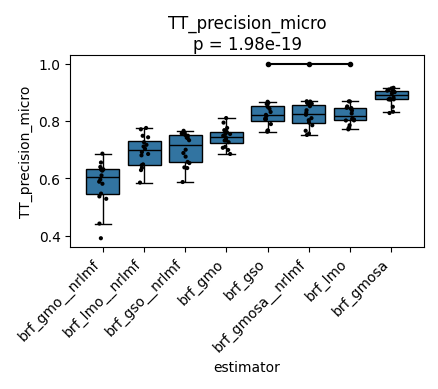 TT_precision_micro
p = 1.98e-19
TT_precision_micro
1.0
0.8
0.6
0.4
brf_gmo__nrlmf
brf_lmo__nrlmf
brf_gso__nrlmf
brf_gmo
brf_gso
brf_gmosa__nrlmf
brf_lmo
brf_gmosa
estimator